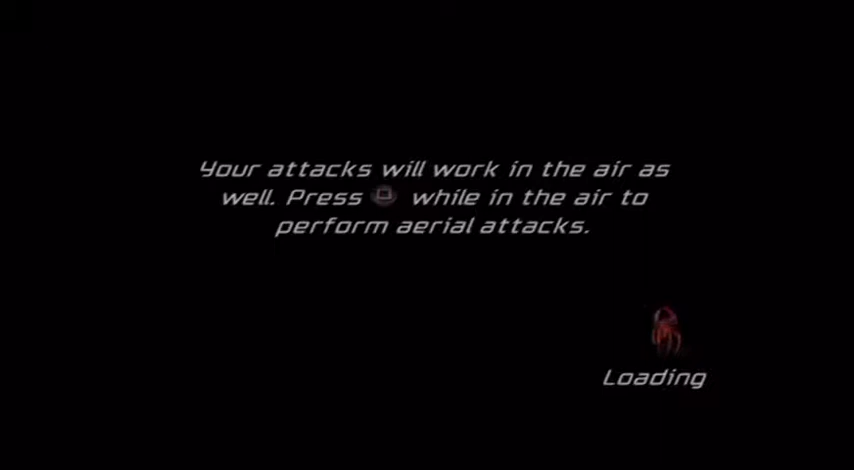 Your attacks will work in the air as
well. Press while in the air to
perform aerial attacks.
Loading